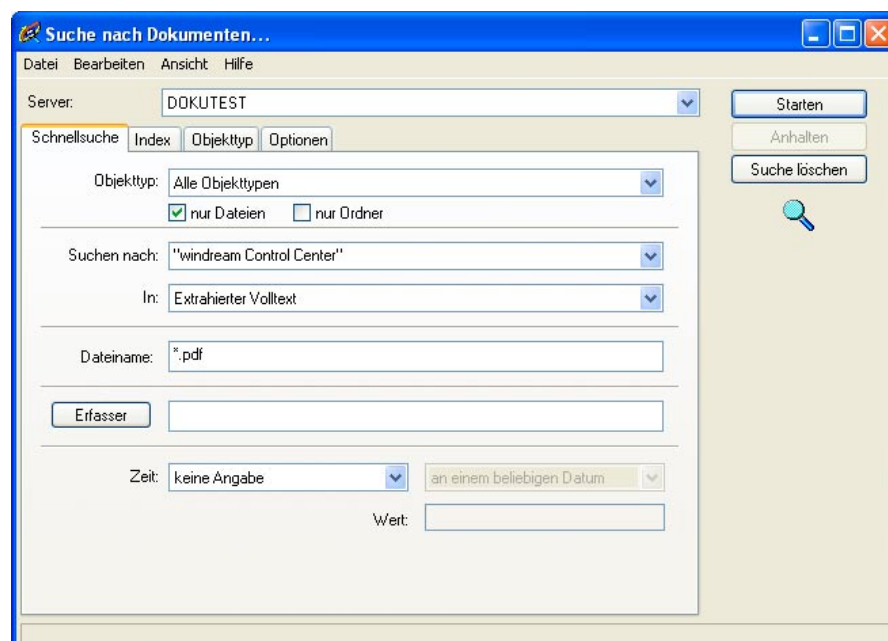 Suche nach Dokumenten...
Datei Bearbeiten Ansicht Hilfe
Server: DOKUTEST
Starten
Schnellsuche Index Objekttyp Optionen
Anhalten
Suche löschen
Objekttyp: Alle Objekttypen
nur Dateien nur Ordner
Suchen nach: "windream Control Center"
In: Extrahierter Volltext
Dateiname: *.pdf
Erfasser
Zeit: keine Angabe an einem beliebigen Datum
Wert: